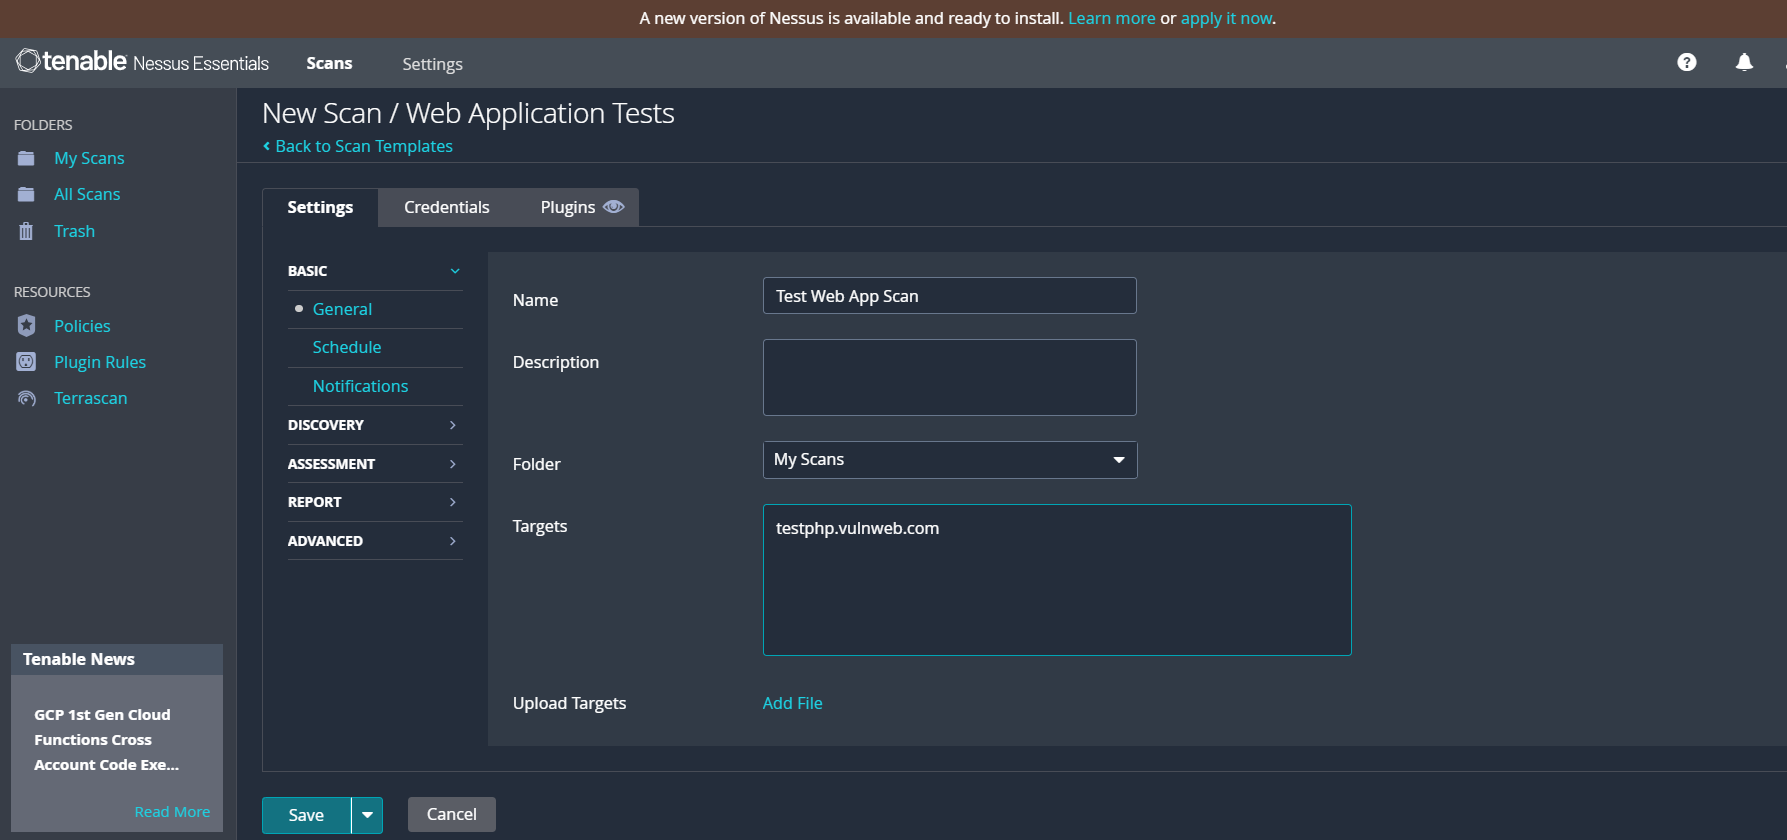 A new version of Nessus is available and ready to install. Learn more or apply it now.
tenable Nessus Essentials
Scans
Settings
FOLDERS
My Scans
All Scans
Trash
RESOURCES
Policies
Plugin Rules
Terrascan
Tenable News
GCP 1st Gen Cloud
Functions Cross
Account Code Exe...
Read More
New Scan / Web Application Tests
Back to Scan Templates
Settings
Credentials
Plugins
BASIC
General
Schedule
Notifications
DISCOVERY
ASSESSMENT
REPORT
ADVANCED
Name
Test Web App Scan
Description
Folder
My Scans
Targets
testphp.vulnweb.com
Upload Targets
Add File
Save
Cancel